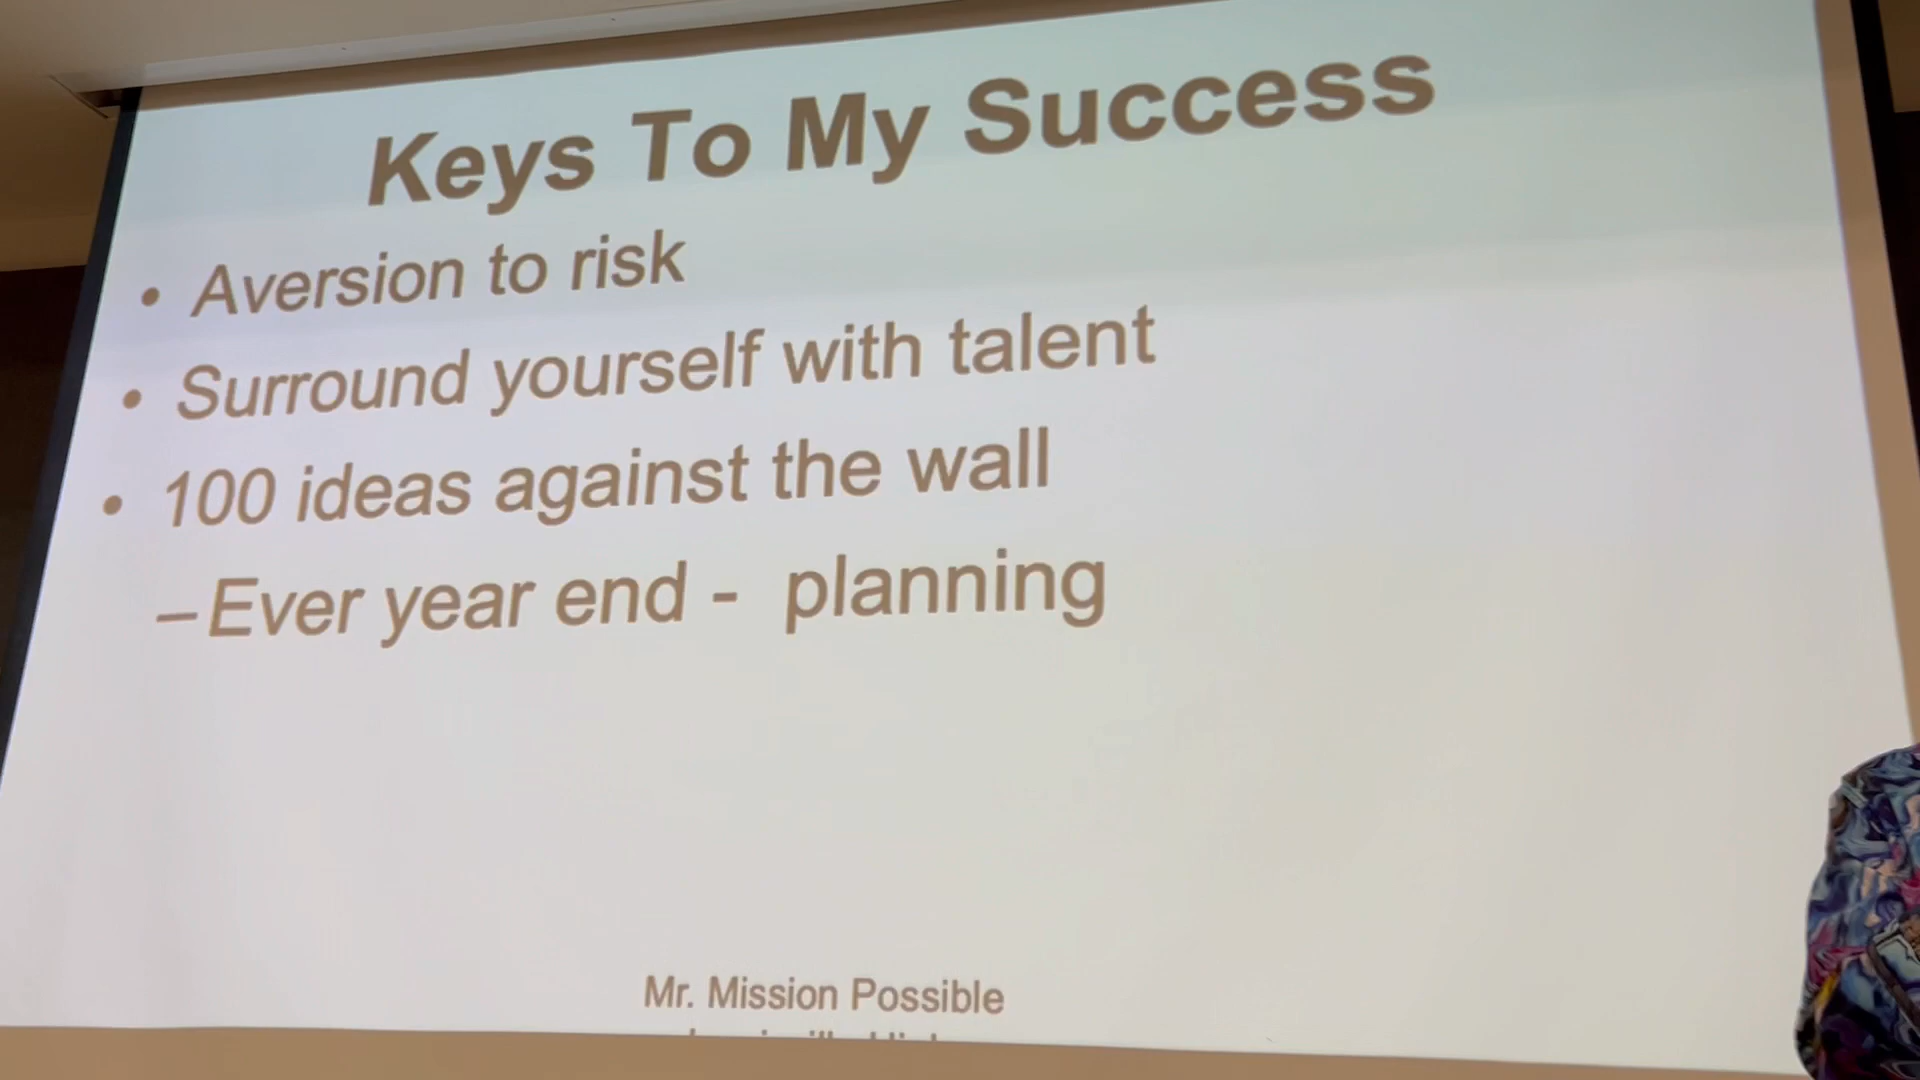 Keys To My Success
• Aversion to risk
• Surround yourself with talent
• 100 ideas against the wall
– Ever year end - planning
Mr. Mission Possible